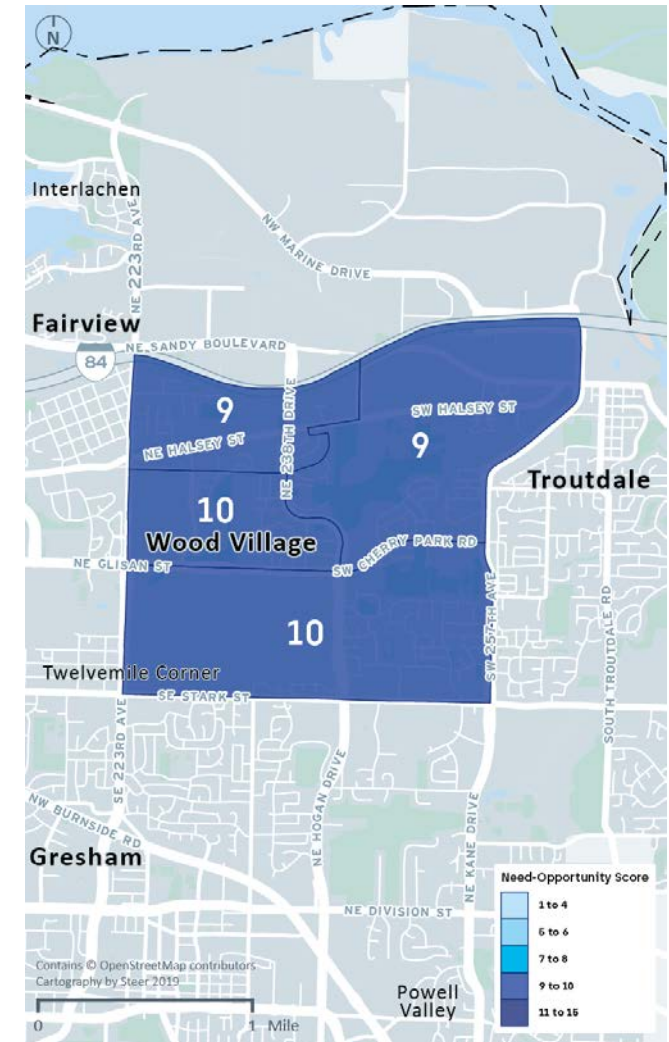 N
Interlachen
NE 223RD AVE
NW MARINE DRIVE
Fairview
84
NE SANDY BOULEVARD
9
NE HALSEY ST
NE 238TH DRIVE
SW HALSEY ST
9
Troutdale
10
Wood Village
NE GLISAN ST
SW CHERRY PARK RD
10
SW 257TH AVE
SOUTH TROUTDALE RD
Twelvemile Corner
SE STARK ST
SE 223RD AVE
NW BURNSIDE RD
NE HOGAN DRIVE
NE KANE DRIVE
Gresham
NE DIVISION ST
Powell
Valley
Need-Opportunity Score
1 to 4
5 to 6
7 to 8
9 to 10
11 to 15
Contains © OpenStreetMap contributors
Cartography by Steer 2019
0 1 Mile